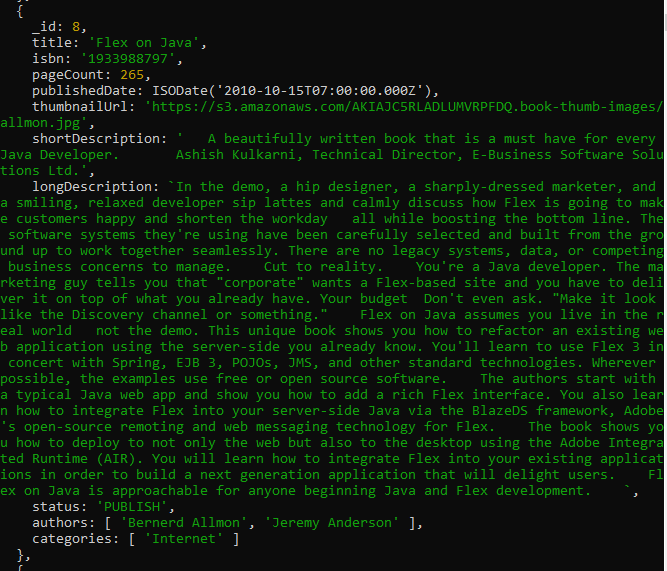 {
_id: 8,
title: 'Flex on Java',
isbn: '1933988797',
pageCount: 265,
publishedDate: ISODate('2010-10-15T07:00:00.000Z'),
thumbnailUrl: 'https://s3.amazonaws.com/AKIAJC5RLADLUMVRPFDQ.book-thumb-images/
allmon.jpg',
shortDescription: '   A beautifully written book that is a must have for every
Java Developer.       Ashish Kulkarni, Technical Director, E-Business Software Solu
tions Ltd.',
longDescription: `In the demo, a hip designer, a sharply-dressed marketer, and
a smiling, relaxed developer sip lattes and calmly discuss how Flex is going to mak
e customers happy and shorten the workday   all while boosting the bottom line. The
software systems they're using have been carefully selected and built from the gro
und up to work together seamlessly. There are no legacy systems, data, or competing
business concerns to manage.    Cut to reality.    You're a Java developer. The ma
rketing guy tells you that "corporate" wants a Flex-based site and you have to deli
ver it on top of what you already have. Your budget  Don't even ask. "Make it look
like the Discovery channel or something."    Flex on Java assumes you live in the r
eal world   not the demo. This unique book shows you how to refactor an existing we
b application using the server-side you already know. You'll learn to use Flex 3 in
concert with Spring, EJB 3, POJOs, JMS, and other standard technologies. Wherever
possible, the examples use free or open source software.    The authors start with
a typical Java web app and show you how to add a rich Flex interface. You also lear
n how to integrate Flex into your server-side Java via the BlazeDS framework, Adobe
's open-source remoting and web messaging technology for Flex.    The book shows yo
u how to deploy to not only the web but also to the desktop using the Adobe Integra
ted Runtime (AIR). You will learn how to integrate Flex into your existing applicat
ions in order to build a next generation application that will delight users.    Fl
ex on Java is approachable for anyone beginning Java and Flex development.    `,
status: 'PUBLISH',
authors: [ 'Bernerd Allmon', 'Jeremy Anderson' ],
categories: [ 'Internet' ]
},